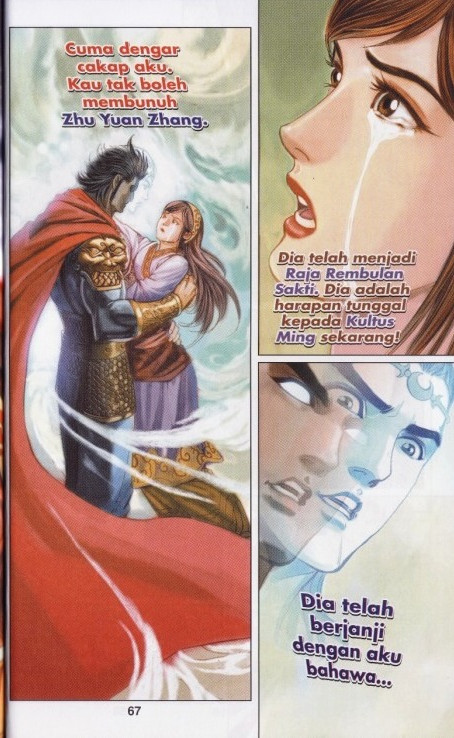 Cuma dengar
cakap aku.
Kau tak boleh
membunuh
Zhu Yuan Zhang.
Dia telah menjadi
Raja Rembulan
Sakti. Dia adalah
harapan tunggal
kepada Kultus
Ming sekarang!
Dia telah
berjanji
dengan aku
bahawa...
67